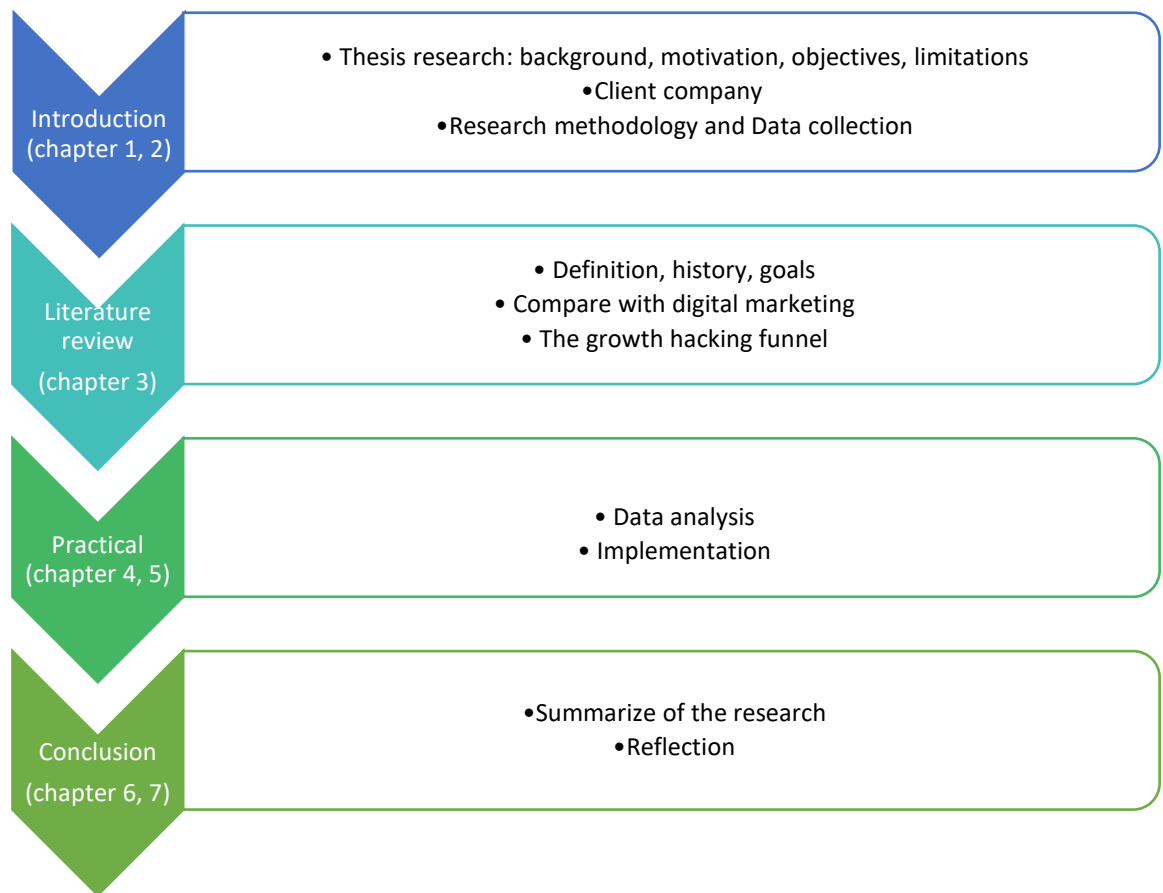 Introduction
(chapter 1, 2)
• Thesis research: background, motivation, objectives, limitations
•Client company
•Research methodology and Data collection
Literature
review
(chapter 3)
• Definition, history, goals
• Compare with digital marketing
• The growth hacking funnel
Practical
(chapter 4, 5)
• Data analysis
• Implementation
Conclusion
(chapter 6, 7)
•Summarize of the research
•Reflection